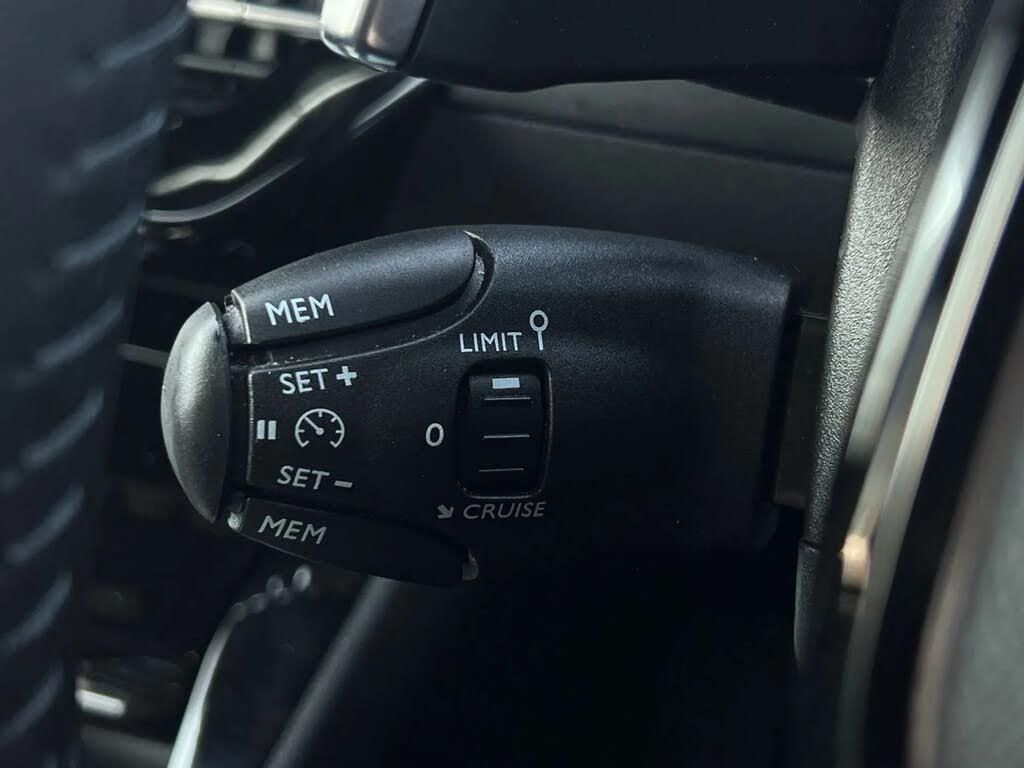 MEM
LIMIT
SET +
0
SET -
CRUISE
MEM